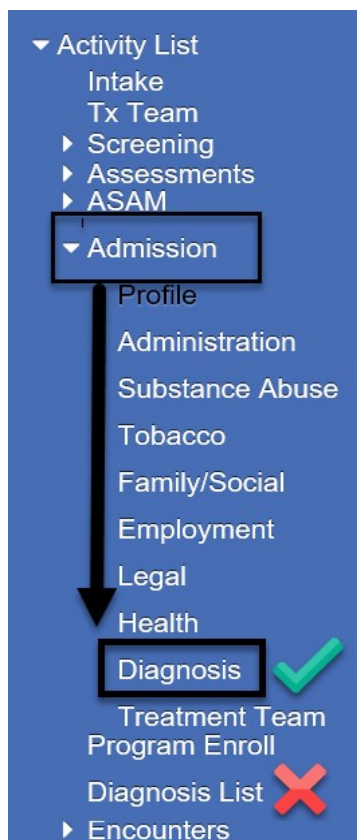 Activity List
Intake
Tx Team
Screening
Assessments
ASAM
Admission
Profile
Administration
Substance Abuse
Tobacco
Family/Social
Employment
Legal
Health
Diagnosis
Treatment Team
Program Enroll
Diagnosis List
Encounters